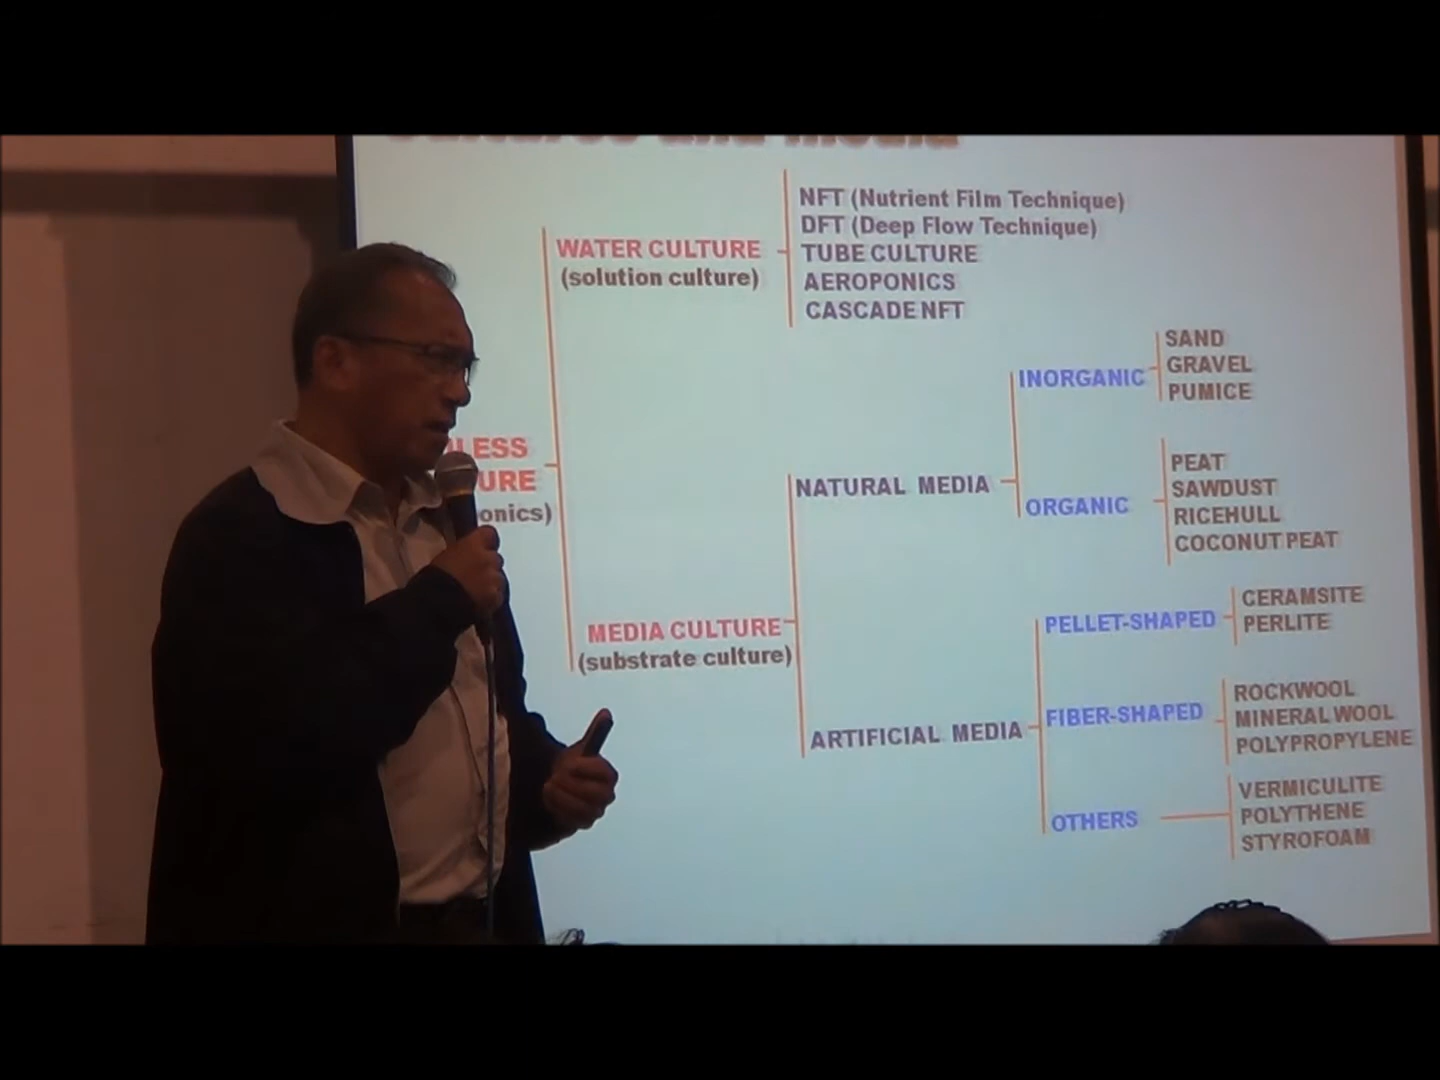 NFT (Nutrient Film Technique)
DFT (Deep Flow Technique)
TUBE CULTURE
AEROPONICS
CASCADE NFT
WATER CULTURE
(solution culture)
LESS
URE
onics)
MEDIA CULTURE
(substrate culture)
NATURAL MEDIA
INORGANIC
SAND
GRAVEL
PUMICE
ORGANIC
PEAT
SAWDUST
RICEHULL
COCONUT PEAT
ARTIFICIAL MEDIA
PELLET-SHAPED
CERAMSITE
PERLITE
FIBER-SHAPED
ROCKWOOL
MINERAL WOOL
POLYPROPYLENE
OTHERS
VERMICULITE
POLYTHENE
STYROFOAM